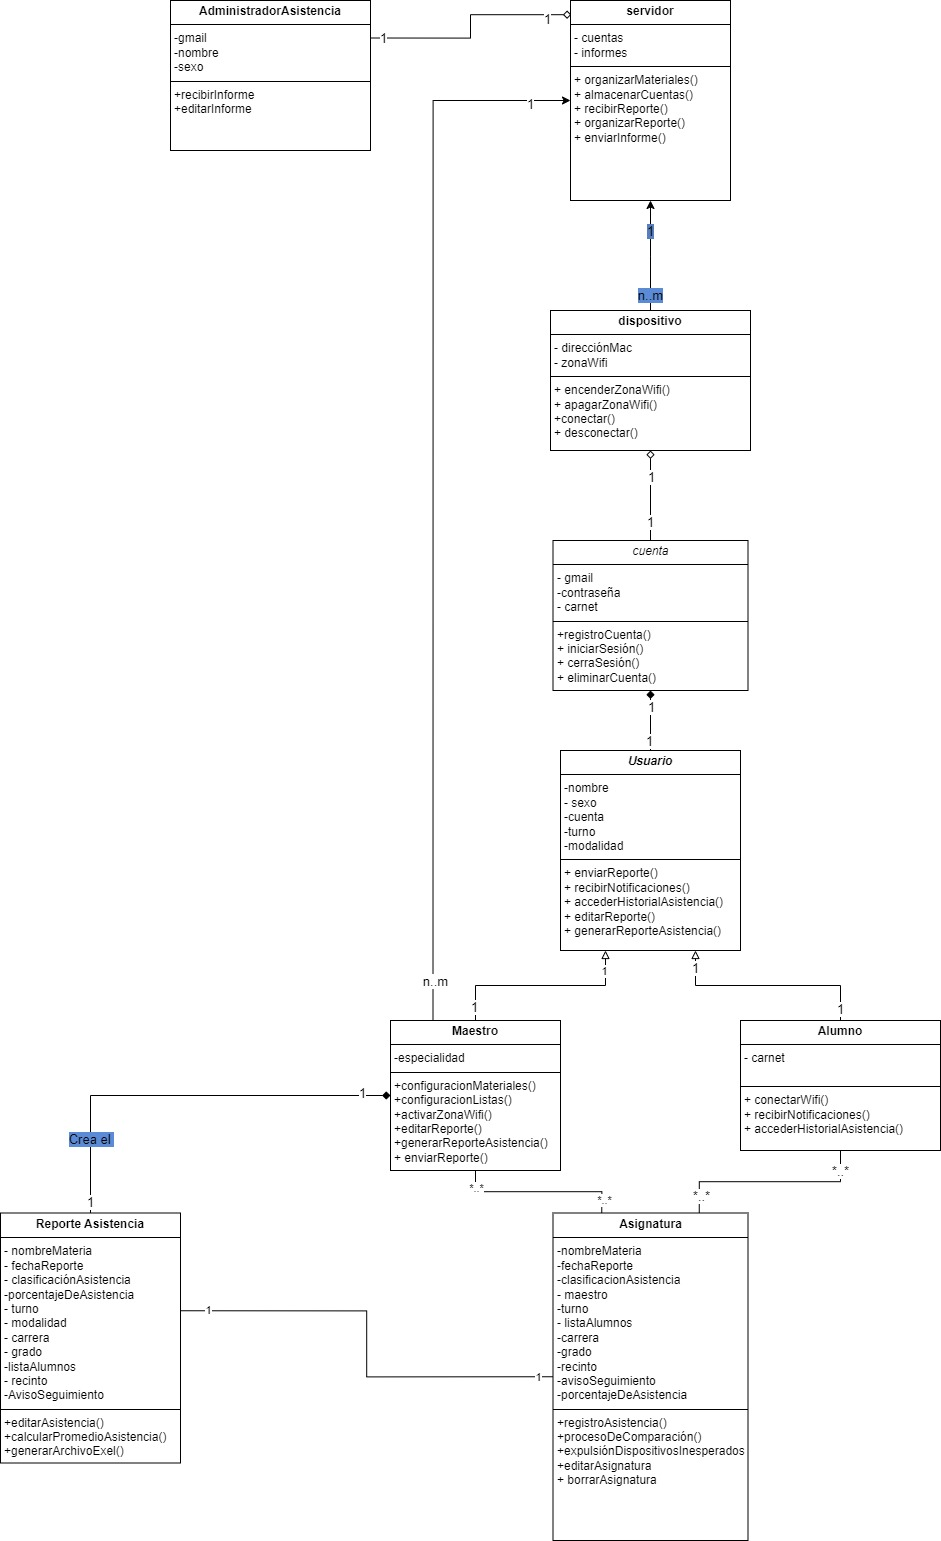 AdministradorAsistencia
-gmail
-nombre
-sexo
+recibirInforme
+editarInforme
1
1
servidor
- cuentas
- informes
+ organizarMateriales()
+ almacenarCuentas()
+ recibirReporte()
+ organizarReporte()
+ enviarInforme()
1
1
n..m
dispositivo
- direcciónMac
- zonaWifi
+ encenderZonaWifi()
+ apagarZonaWifi()
+conectar()
+ desconectar()
1
1
cuenta
- gmail
-contraseña
- carnet
+registroCuenta()
+ iniciarSesión()
+ cerraSesión()
+ eliminarCuenta()
1
1
Usuario
-nombre
- sexo
-cuenta
-turno
-modalidad
+ enviarReporte()
+ recibirNotificaciones()
+ accederHistorialAsistencia()
+ editarReporte()
+ generarReporteAsistencia()
1
1
n..m
1
1
Maestro
-especialidad
+configuracionMateriales()
+configuracionListas()
+activarZonaWifi()
+editarReporte()
+generarReporteAsistencia()
+ enviarReporte()
Alumno
- carnet
+ conectarWifi()
+ recibirNotificaciones()
+ accederHistorialAsistencia()
1
Crea el
1
*..*
*..*
*..*
*..*
Reporte Asistencia
- nombreMateria
- fechaReporte
- clasificaciónAsistencia
-porcentajeDeAsistencia
- turno
- modalidad
- carrera
- grado
-listaAlumnos
- recinto
-AvisoSeguimiento
+editarAsistencia()
+calcularPromedioAsistencia()
+generarArchivoExel()
1
1
Asignatura
-nombreMateria
-fechaReporte
-clasificacionAsistencia
- maestro
-turno
- listaAlumnos
-carrera
-grado
-recinto
-avisoSeguimiento
-porcentajeDeAsistencia
+registroAsistencia()
+procesoDeComparación()
+expulsiónDispositivosInesperados
+editarAsignatura
+ borrarAsignatura